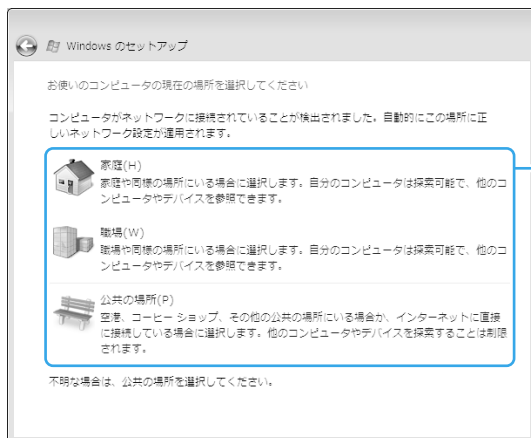 Windows のセットアップ
お使いのコンピュータの現在の場所を選択してください
コンピュータがネットワークに接続されていることが検出されました。自動的にこの場所に正
しいネットワーク設定が適用されます。
家庭(H)
家庭や同様の場所にいる場合に選択します。自分のコンピュータは探索可能で、他のコ
ンピュータやデバイスを参照できます。
職場(W)
職場や同様の場所にいる場合に選択します。自分のコンピュータは探索可能で、他のコ
ンピュータやデバイスを参照できます。
公共の場所(P)
空港、コーヒー ショップ、その他の公共の場所にいる場合か、インターネットに直接
に接続している場合に選択します。他のコンピュータやデバイスを探索することは制限
されます。
不明な場合は、公共の場所を選択してください。